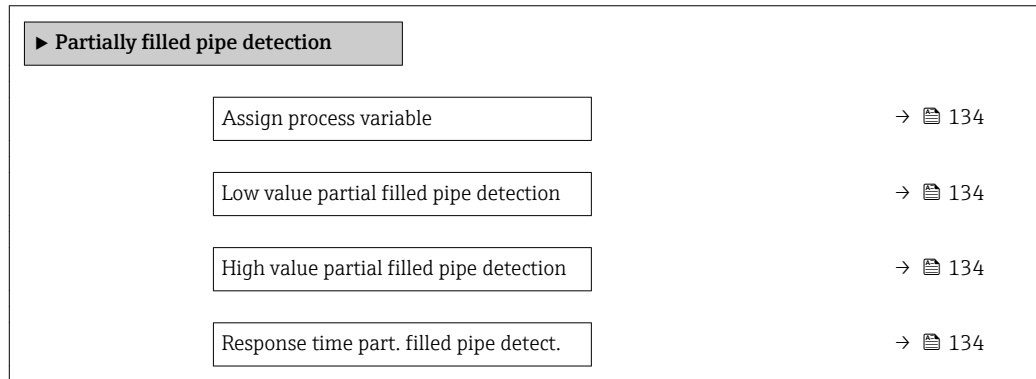 ▶ Partially filled pipe detection
Assign process variable → 134
Low value partial filled pipe detection → 134
High value partial filled pipe detection → 134
Response time part. filled pipe detect. → 134